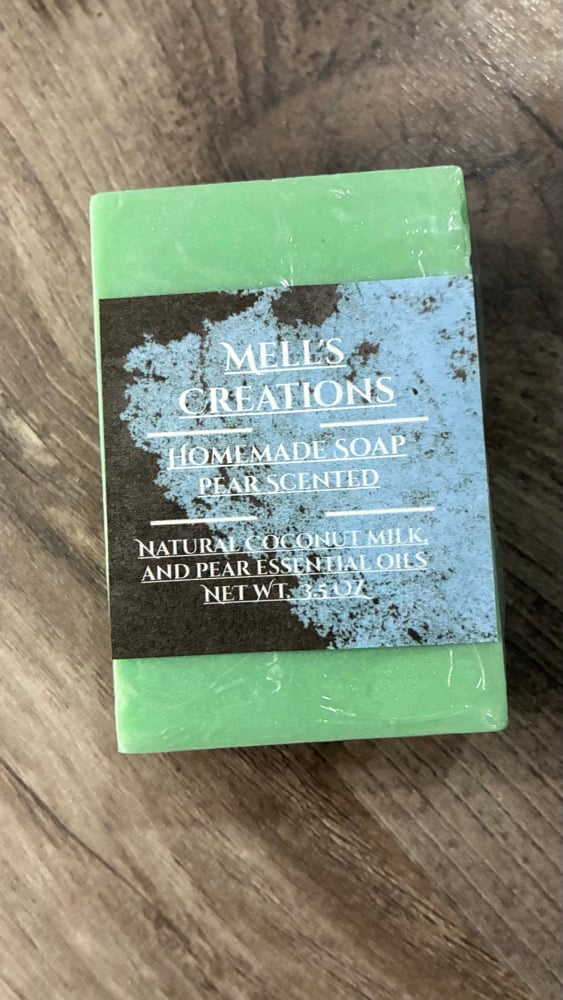 MELL'S
CREATIONS
HOMEMADE SOAP
PEAR SCENTED
NATURAL COCONUT MILK,
AND PEAR ESSENTIAL OILS
NET WT. 3.5 OZ